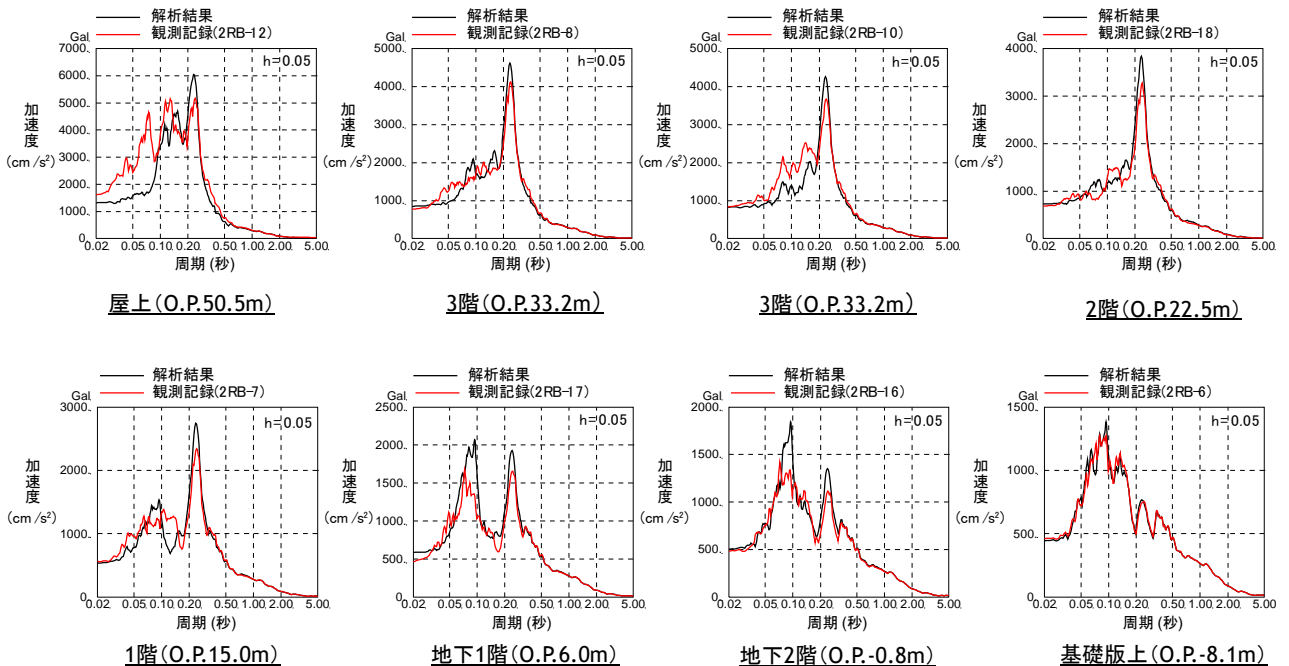 解析結果
観測記録(2RB-12)
Gal.
h=0.05
7000.
6000.
5000.
4000.
3000.
2000.
1000.
0.
加速度
(cm/s²)
0.02 0.05 0.10 0.20 0.50 1.00 2.00 5.00
周期(秒)
屋上(O.P.50.5m)
解析結果
観測記録(2RB-8)
Gal.
h=0.05
5000.
4000.
3000.
2000.
1000.
0.
加速度
(cm/s²)
0.02 0.05 0.10 0.20 0.50 1.00 2.00 5.00
周期(秒)
3階(O.P.33.2m)
解析結果
観測記録(2RB-10)
Gal.
h=0.05
5000.
4000.
3000.
2000.
1000.
0.
加速度
(cm/s²)
0.02 0.05 0.10 0.20 0.50 1.00 2.00 5.00
周期(秒)
3階(O.P.33.2m)
解析結果
観測記録(2RB-18)
Gal.
h=0.05
4000.
3000.
2000.
1000.
0.
加速度
(cm/s²)
0.02 0.05 0.10 0.20 0.50 1.00 2.00 5.00
周期(秒)
2階(O.P.22.5m)
解析結果
観測記録(2RB-7)
Gal.
h=0.05
3000.
2000.
1000.
0.
加速度
(cm/s²)
0.02 0.05 0.10 0.20 0.50 1.00 2.00 5.00
周期(秒)
1階(O.P.15.0m)
解析結果
観測記録(2RB-17)
Gal.
h=0.05
2500.
2000.
1500.
1000.
500.
0.
加速度
(cm/s²)
0.02 0.05 0.10 0.20 0.50 1.00 2.00 5.00
周期(秒)
地下1階(O.P.6.0m)
解析結果
観測記録(2RB-16)
Gal.
h=0.05
2000.
1500.
1000.
500.
0.
加速度
(cm/s²)
0.02 0.05 0.10 0.20 0.50 1.00 2.00 5.00
周期(秒)
地下2階(O.P.-0.8m)
解析結果
観測記録(2RB-6)
Gal.
h=0.05
1500.
1000.
500.
0.
加速度
(cm/s²)
0.02 0.05 0.10 0.20 0.50 1.00 2.00 5.00
周期(秒)
基礎版上(O.P.-8.1m)